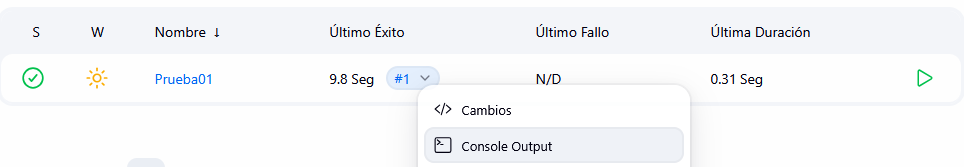 S W Nombre ↓ Último Éxito Último Fallo Última Duración
Prueba01 9.8 Seg #1 N/D 0.31 Seg
Cambios
Console Output